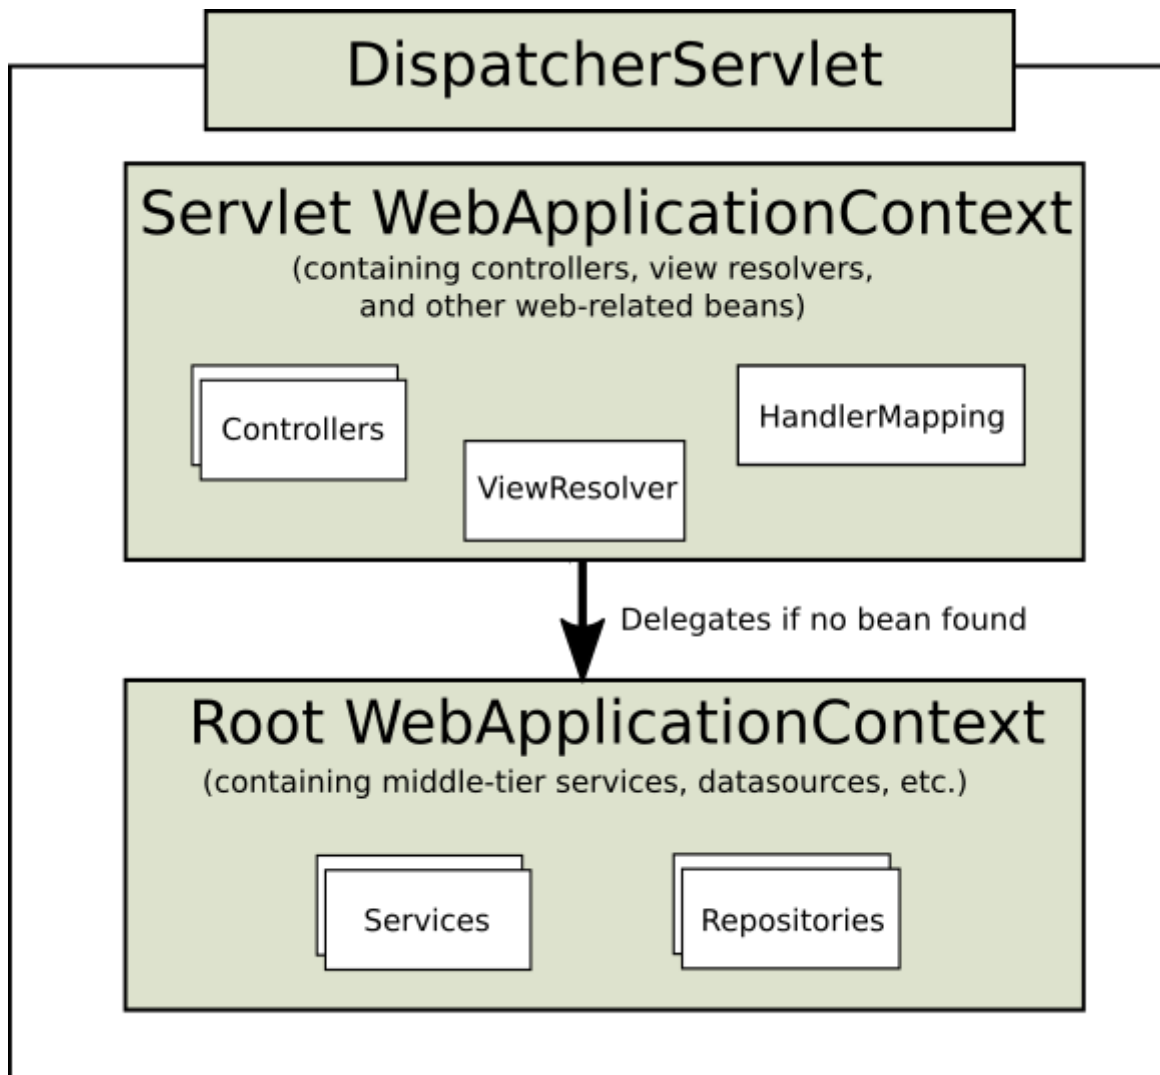 DispatcherServlet
Servlet WebApplicationContext
(containing controllers, view resolvers,
and other web-related beans)
Controllers
HandlerMapping
ViewResolver
Delegates if no bean found
Root WebApplicationContext
(containing middle-tier services, datasources, etc.)
Services
Repositories